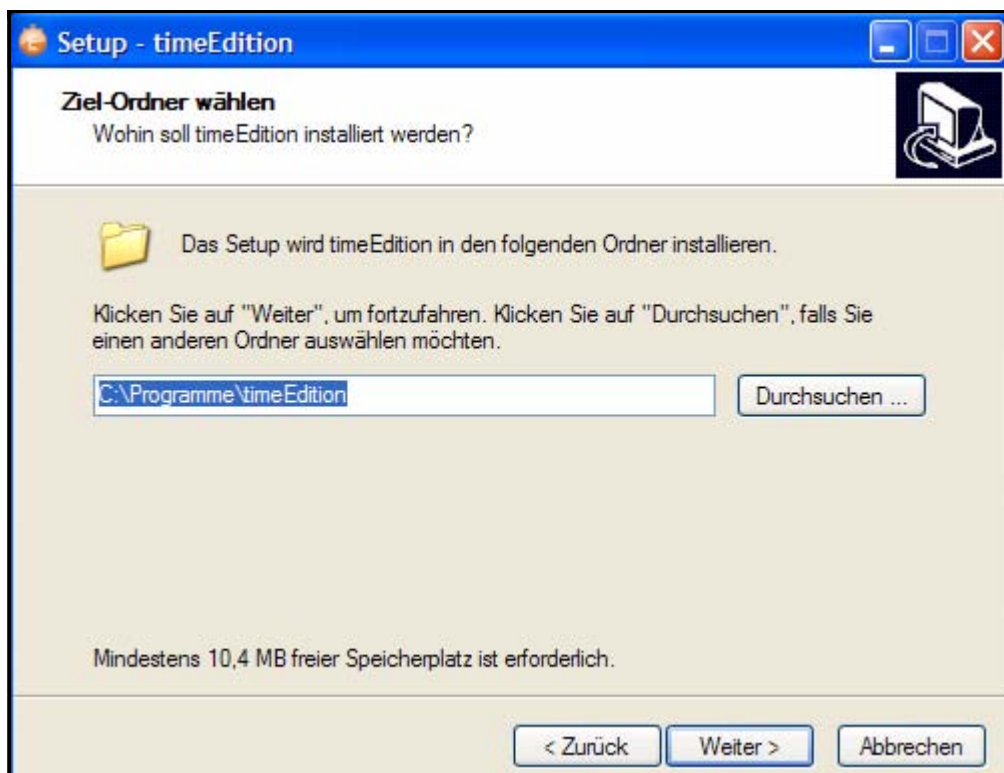 Setup - timeEdition
Ziel-Ordner wählen
Wohin soll timeEdition installiert werden?
Das Setup wird timeEdition in den folgenden Ordner installieren.
Klicken Sie auf "Weiter", um fortzufahren. Klicken Sie auf "Durchsuchen", falls Sie
einen anderen Ordner auswählen möchten.
C:\Programme\timeEdition
Durchsuchen ...
Mindestens 10,4 MB freier Speicherplatz ist erforderlich.
< Zurück
Weiter >
Abbrechen